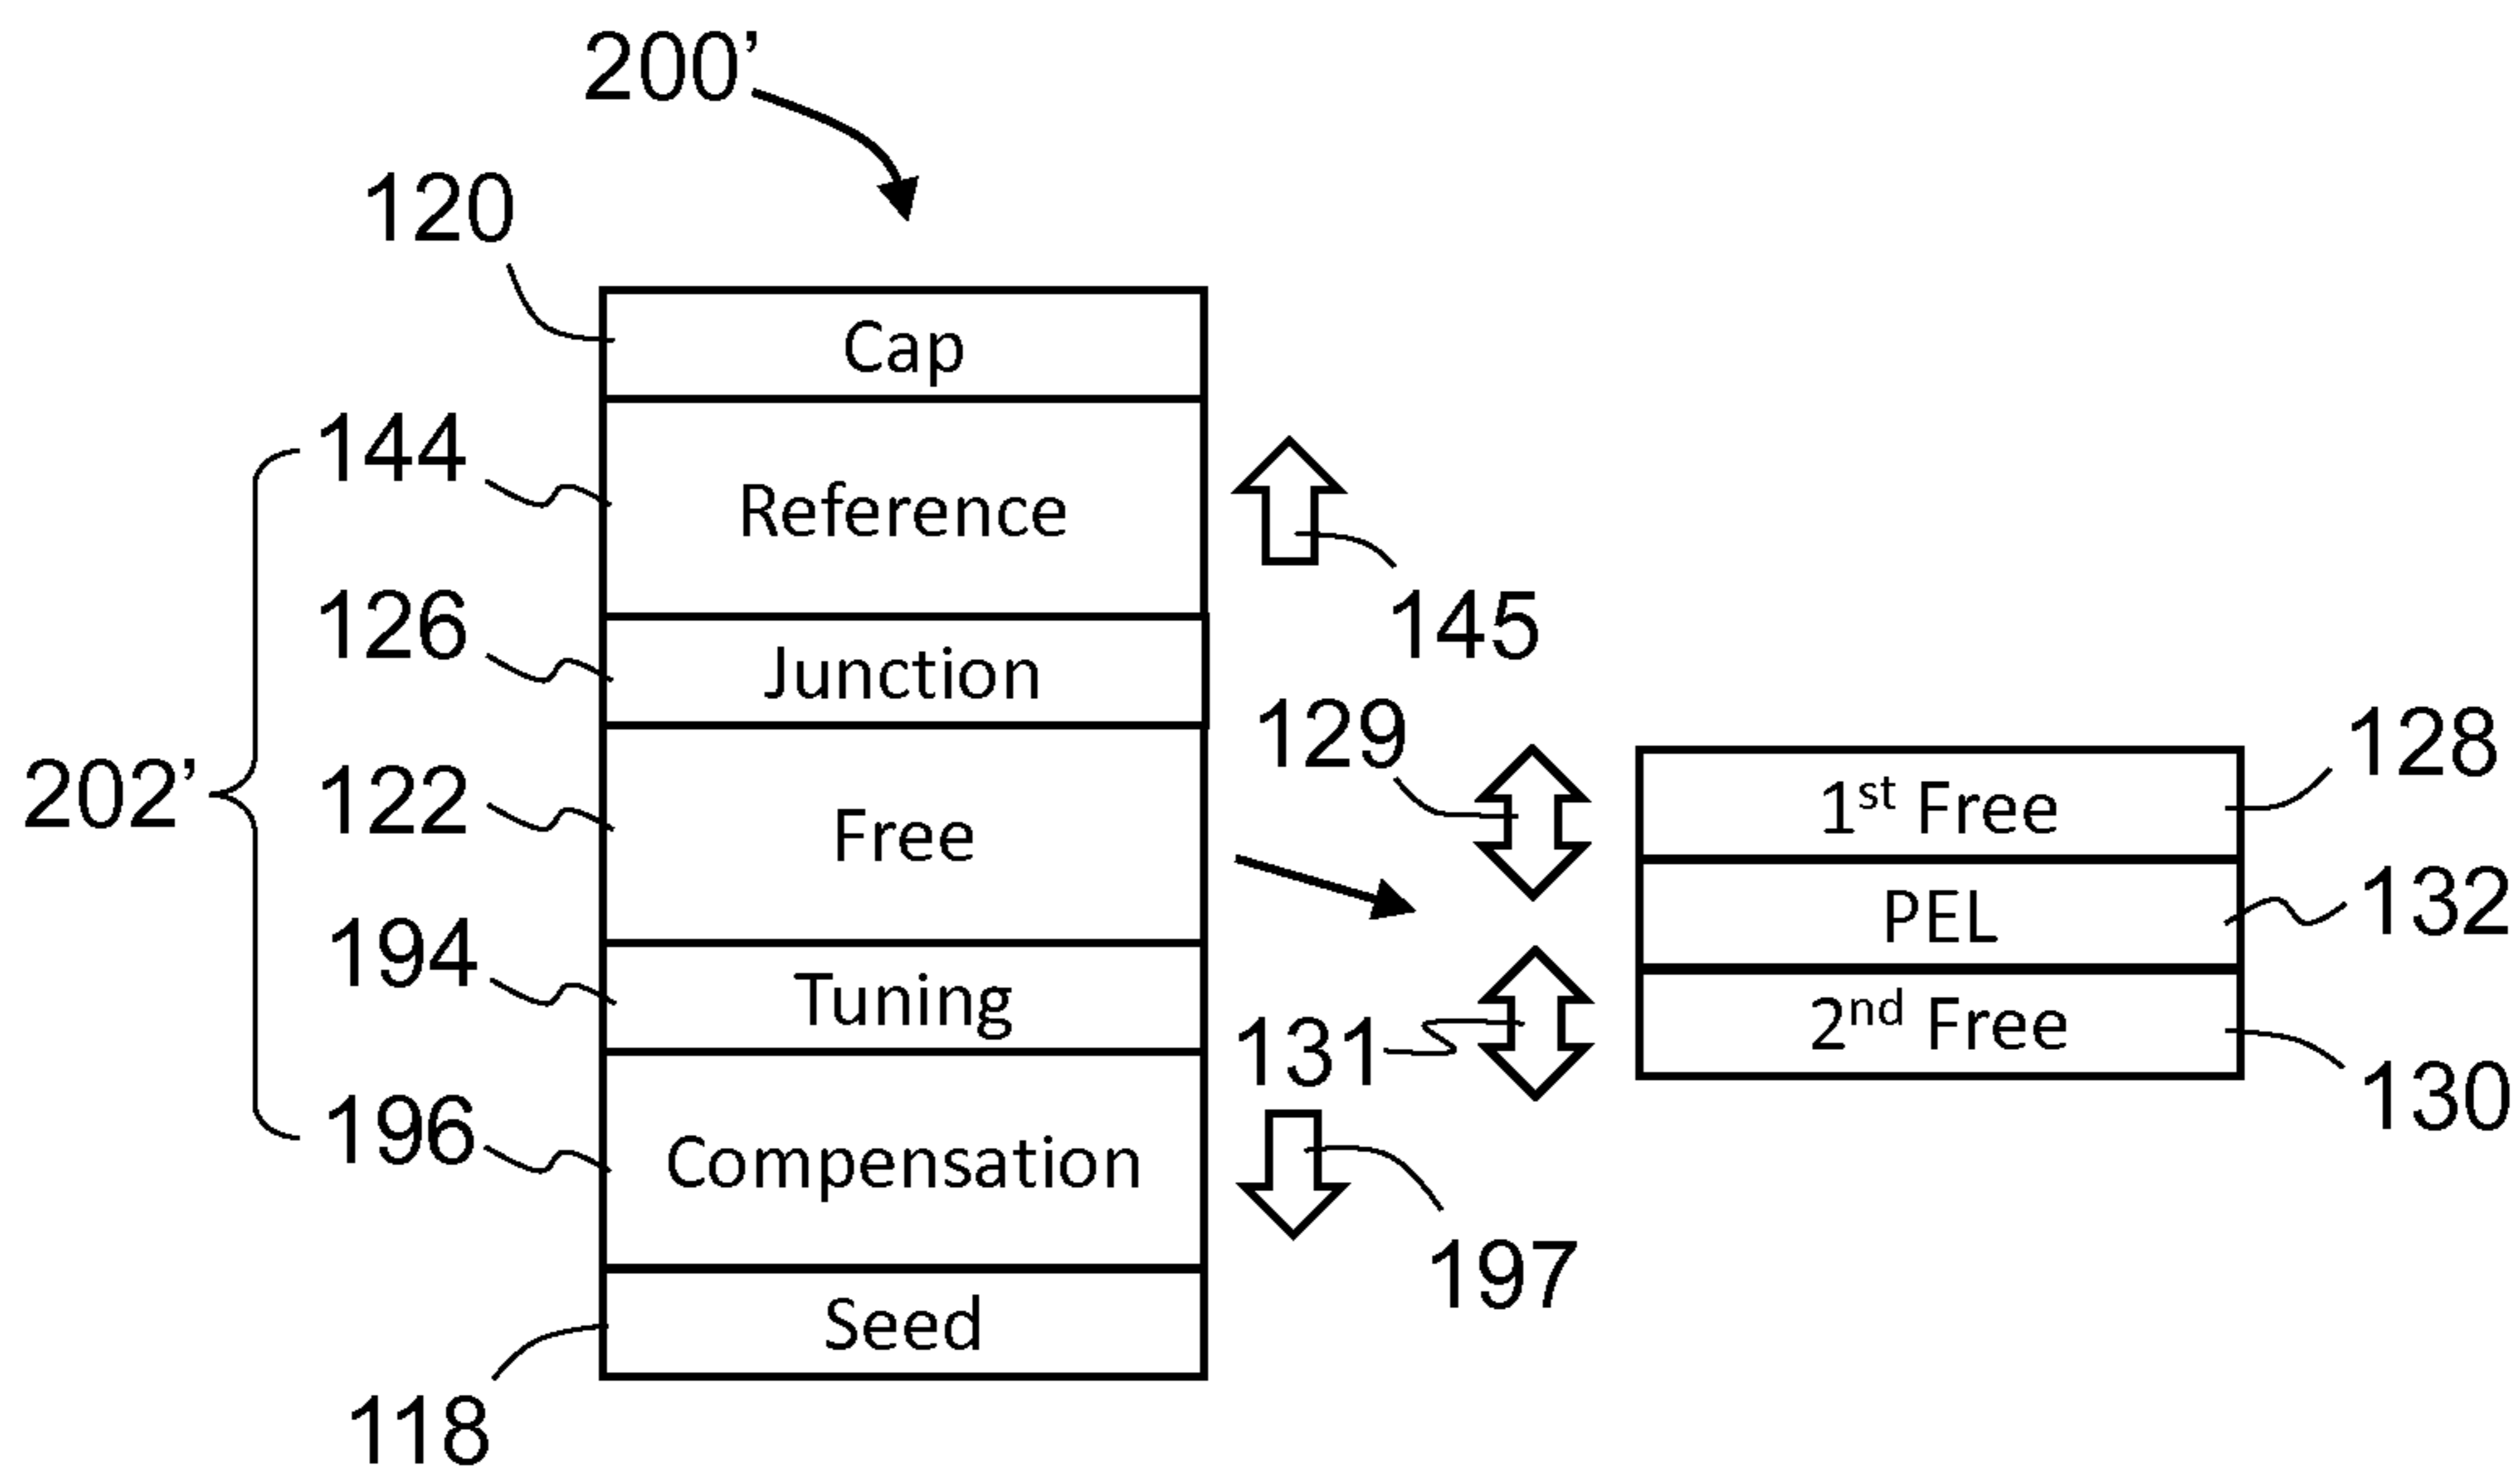 200’
120
Cap
144
Reference
145
126
Junction
129
128
1st Free
202’
122
Free
132
PEL
194
Tuning
131
2nd Free
130
196
Compensation
197
Seed
118